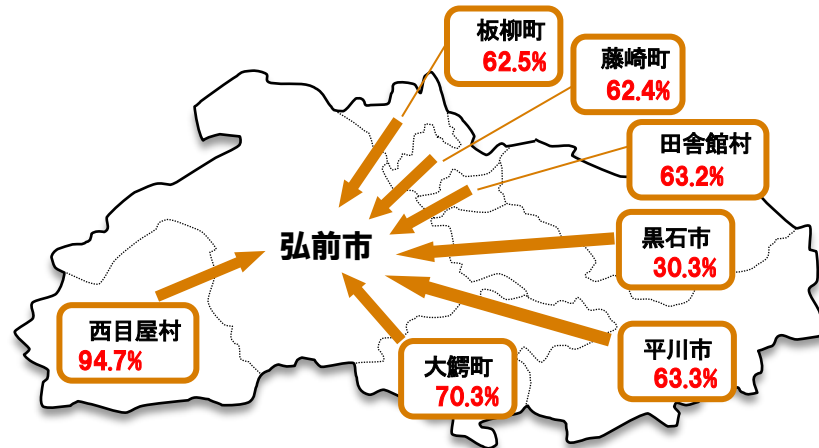 板柳町
62.5%
藤崎町
62.4%
田舎館村
63.2%
弘前市
黒石市
30.3%
西目屋村
94.7%
平川市
63.3%
大鰐町
70.3%